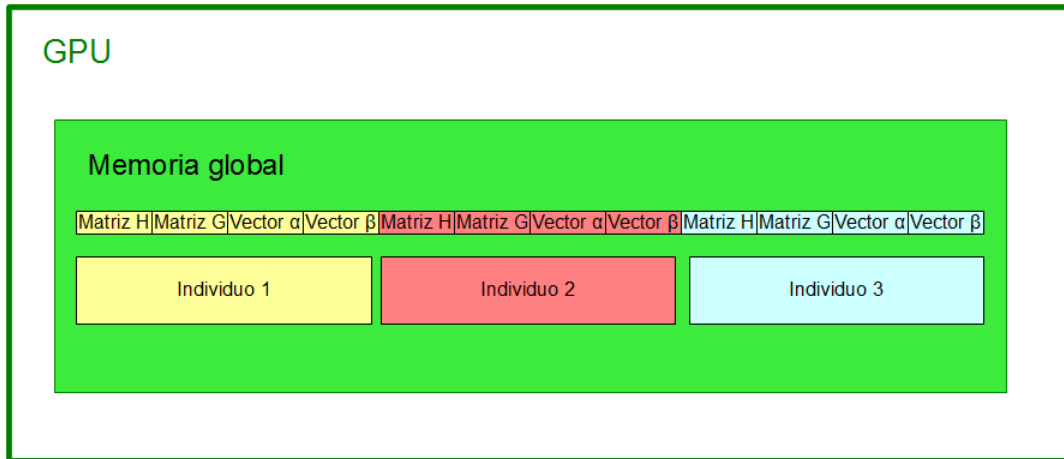 GPU
Memoria global
Matriz H Matriz G Vector α Vector β Matriz H Matriz G Vector α Vector β Matriz H Matriz G Vector α Vector β
Individuo 1 Individuo 2 Individuo 3